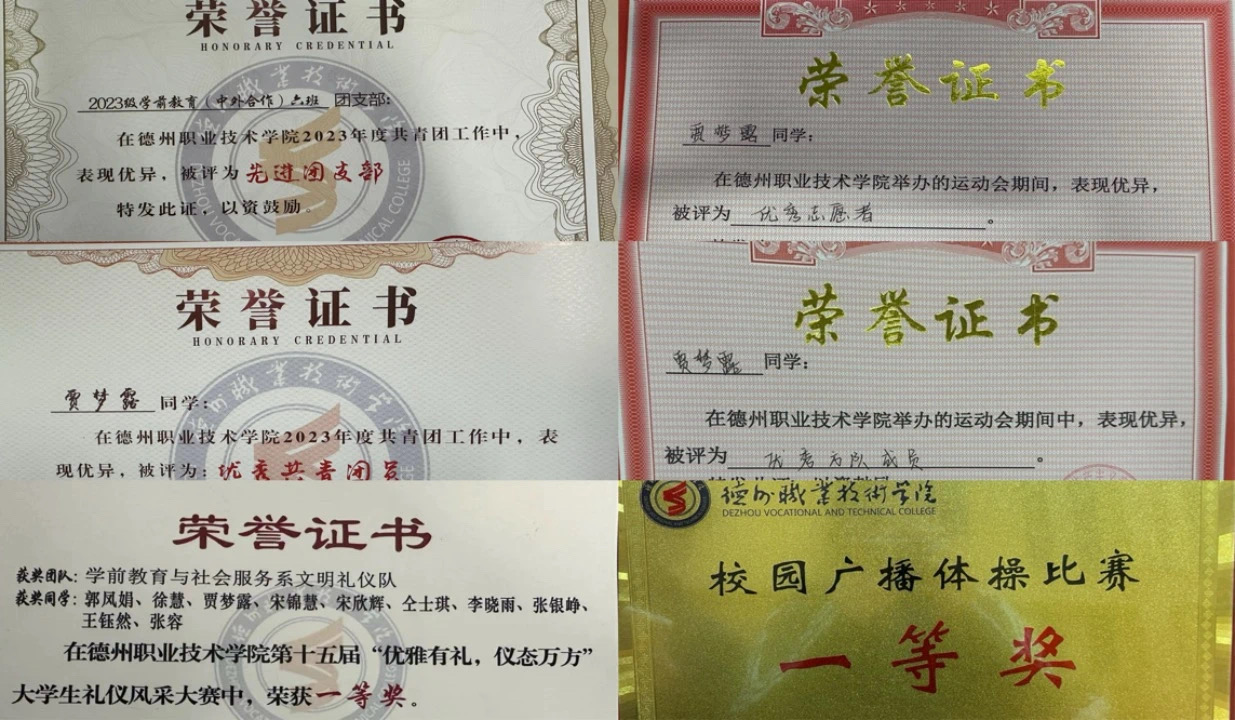 荣誉证书
HONORARY CREDENTIAL
2023级学前教育(中外合作)六班 团支部:
在德州职业技术学院2023年度共青团工作中,
表现优异,被评为先进团支部
特发此证,以资鼓励。
荣誉证书
贾梦露 同学:
在德州职业技术学院举办的运动会期间,表现优异,
被评为 优秀志愿者 。
荣誉证书
HONORARY CREDENTIAL
贾梦露 同学:
在德州职业技术学院2023年度共青团工作中,表
现优异,被评为:优秀共青团员
荣誉证书
贾梦露 同学:
在德州职业技术学院举办的运动会期间中,表现优异,
被评为 优秀方队成员 。
荣誉证书
获奖团队:学前教育与社会服务系文明礼仪队
获奖同学:郭凤娟、徐慧、贾梦露、宋锦慧、宋欣辉、仝士琪、李晓雨、张银峥、
王钰然、张容
在德州职业技术学院第十五届“优雅有礼,仪态万方”
大学生礼仪风采大赛中,荣获一等奖。
德州職業技術学院
DEZHOU VOCATIONAL AND TECHNICAL COLLEGE
校园广播体操比赛
一等奖